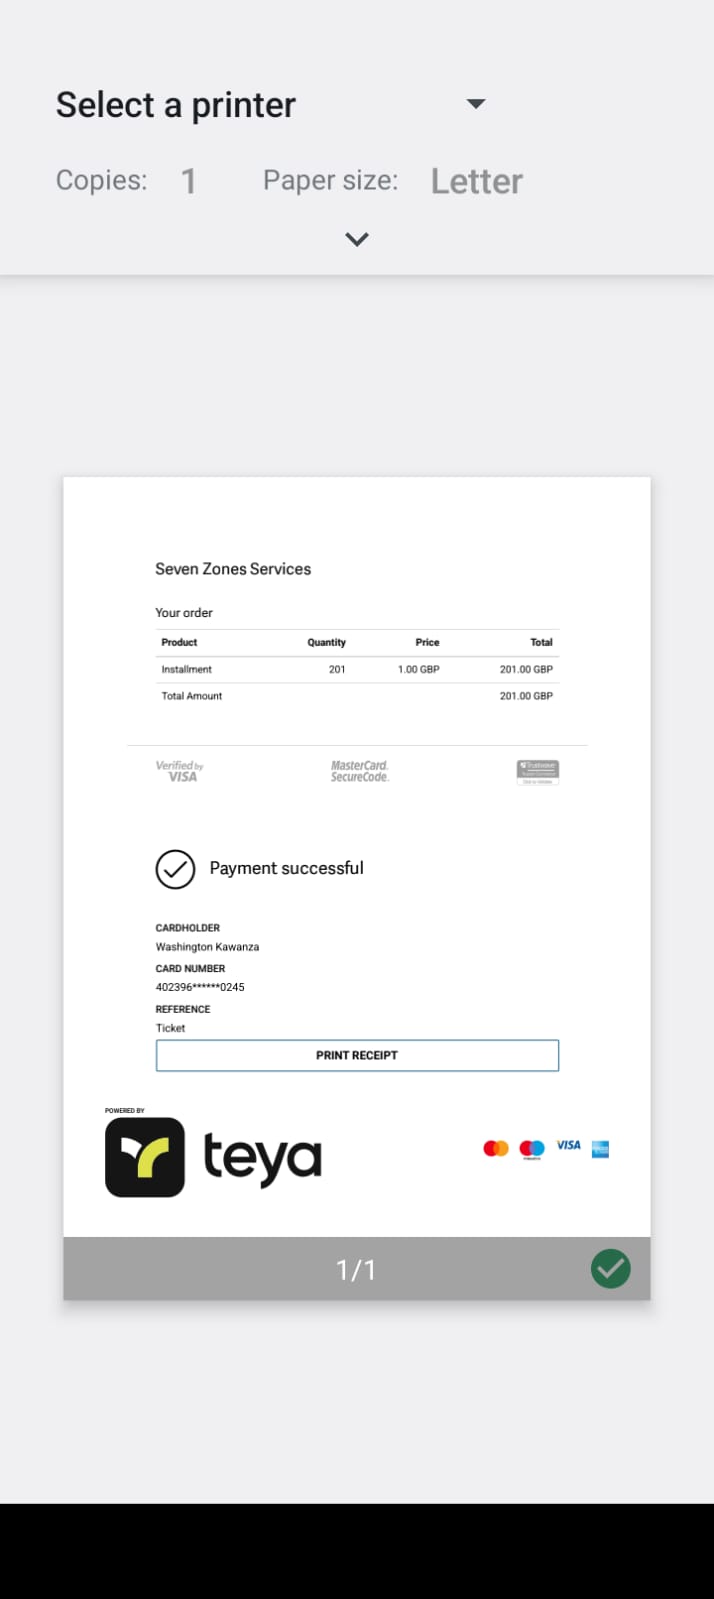 Select a printer
Copies: 1 Paper size: Letter
Seven Zones Services
Your order
Product Quantity Price Total
Installment 201 1.00 GBP 201.00 GBP
Total Amount 201.00 GBP
Verified by VISA
MasterCard. SecureCode.
Trustwave
Payment successful
CARDHOLDER
Washington Kawanza
CARD NUMBER
402396******0245
REFERENCE
Ticket
PRINT RECEIPT
POWERED BY
teya
VISA
1/1